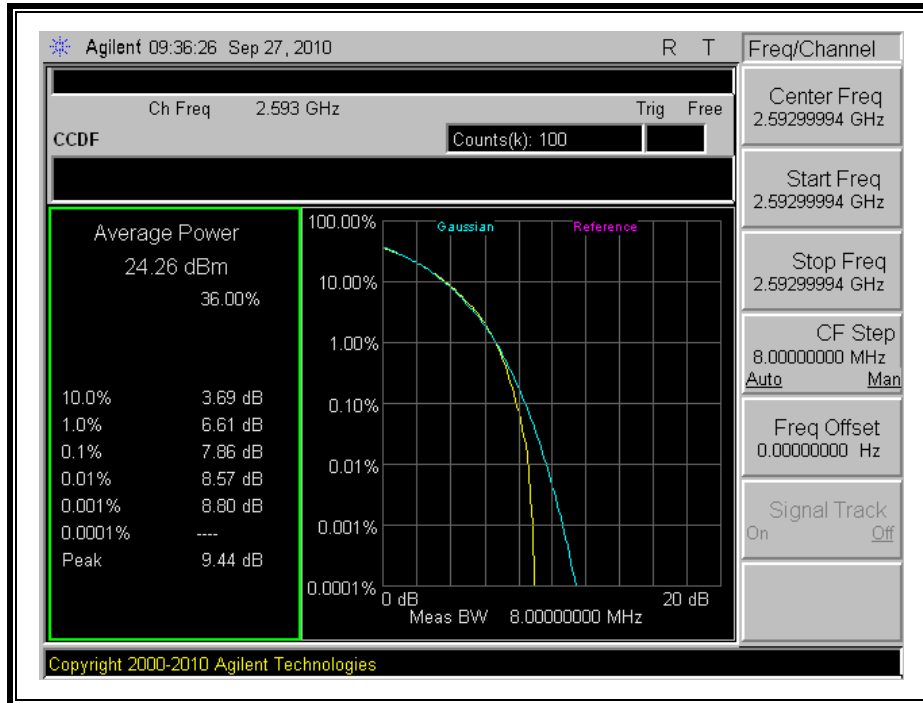 Agilent 09:36:26 Sep 27, 2010 R T
Ch Freq 2.593 GHz Trig Free
CCDF Counts(k): 100
Average Power
24.26 dBm
36.00%
10.0% 3.69 dB
1.0% 6.61 dB
0.1% 7.86 dB
0.01% 8.57 dB
0.001% 8.80 dB
0.0001% ----
Peak 9.44 dB
Gaussian Reference
100.00%
10.00%
1.00%
0.10%
0.01%
0.001%
0.0001%
0 dB 20 dB
Meas BW 8.00000000 MHz
Freq/Channel
Center Freq
2.59299994 GHz
Start Freq
2.59299994 GHz
Stop Freq
2.59299994 GHz
CF Step
8.00000000 MHz
Auto Man
Freq Offset
0.00000000 Hz
Signal Track
On Off
Copyright 2000-2010 Agilent Technologies